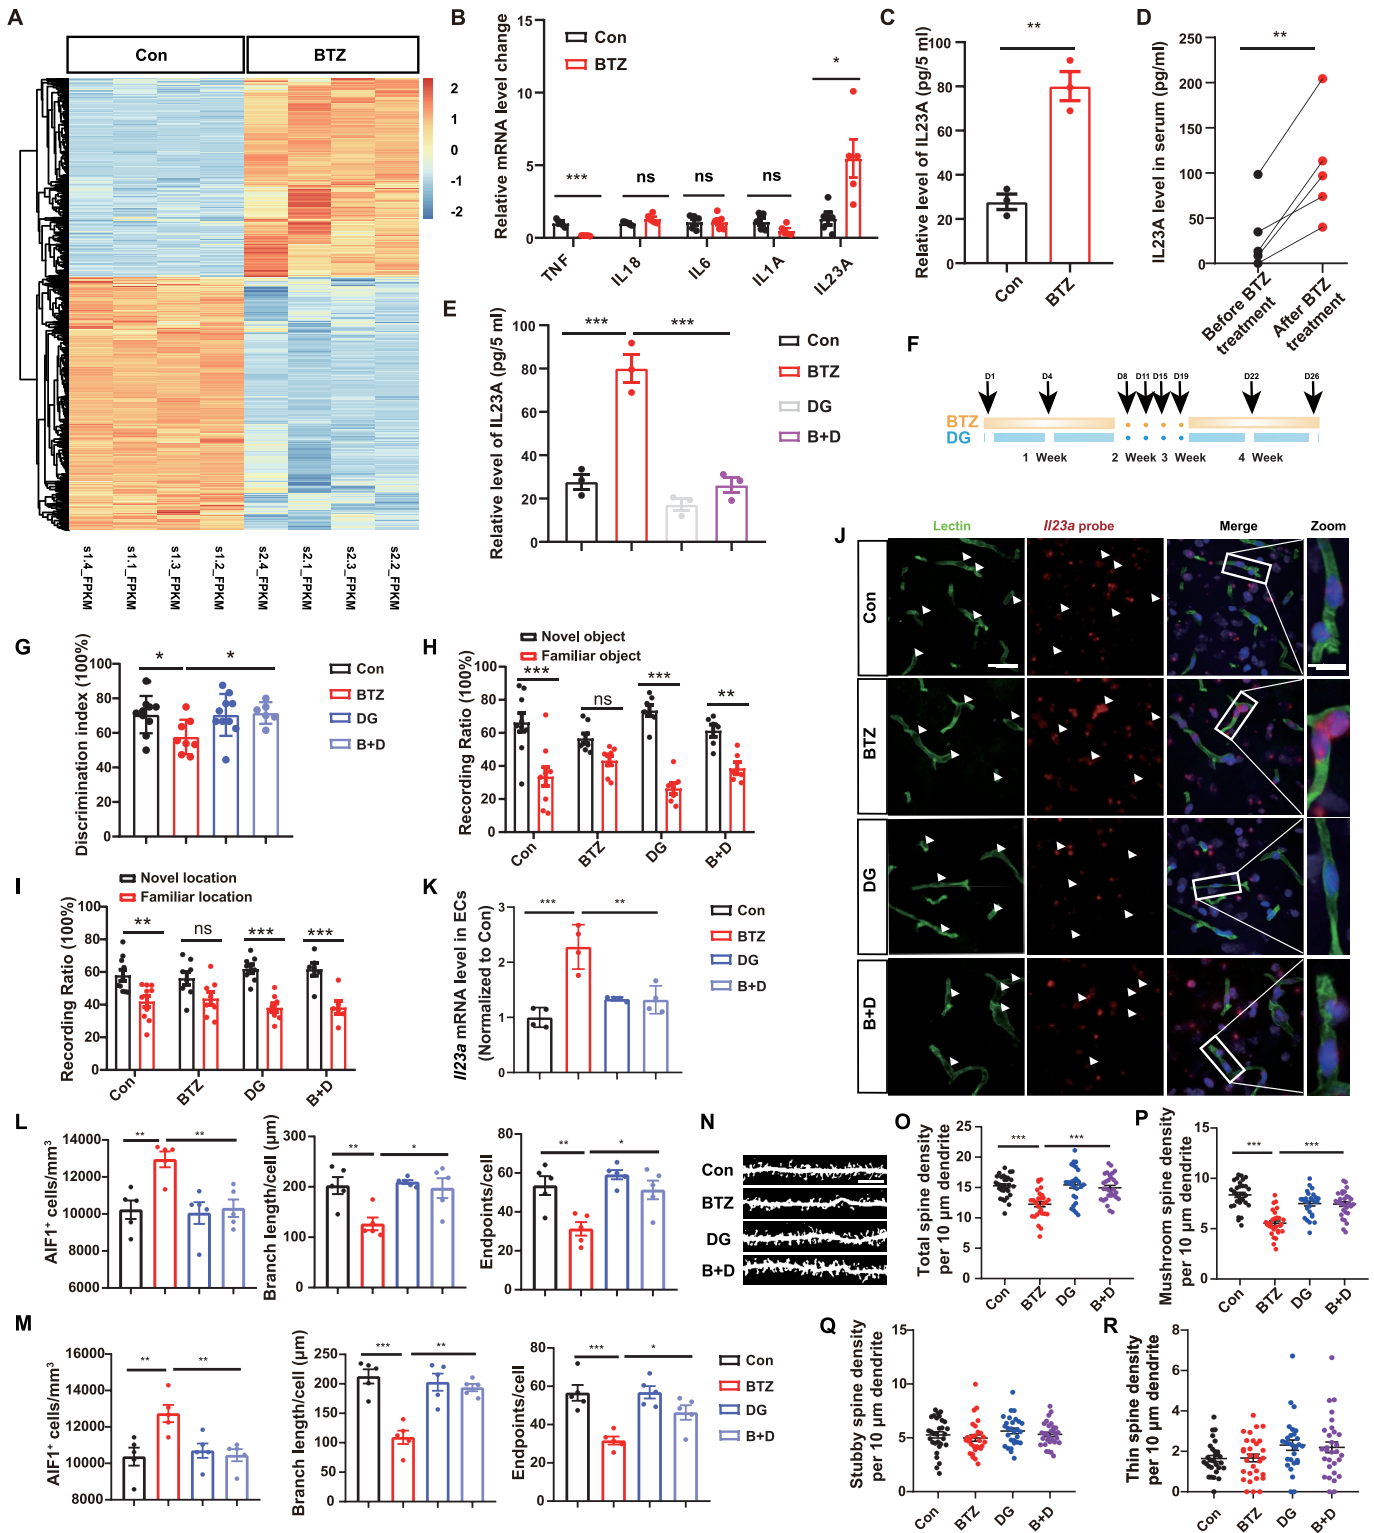 A
Con
BTZ
2
1
0
-1
-2
s1.4_FPKM
s1.1_FPKM
s1.3_FPKM
s1.2_FPKM
s2.4_FPKM
s2.1_FPKM
s2.3_FPKM
s2.2_FPKM
B
Relative mRNA level change
15
10
5
0
Con
BTZ
***
ns
ns
ns
*
TNF
IL18
IL6
IL1A
IL23A
C
Relative level of IL23A (pg/5 ml)
100
80
60
40
20
0
**
Con
BTZ
D
IL23A level in serum (pg/ml)
250
200
150
100
50
0
**
Before BTZ
treatment
After BTZ
treatment
E
Relative level of IL23A (pg/5 ml)
100
80
60
40
20
0
***
***
Con
BTZ
DG
B+D
F
D1
D4
D8
D11
D15
D19
D22
D26
BTZ
DG
1 Week
2 Week
3 Week
4 Week
G
Discrimination index (100%)
100
80
60
40
20
0
*
*
Con
BTZ
DG
B+D
H
Novel object
Familiar object
Recording Ratio (100%)
100
80
60
40
20
0
***
ns
***
**
Con
BTZ
DG
B+D
I
Novel location
Familiar location
Recording Ratio (100%)
100
80
60
40
20
0
**
ns
***
***
Con
BTZ
DG
B+D
J
Lectin
Il23a probe
Merge
Zoom
Con
BTZ
DG
B+D
K
Il23a mRNA level in ECs
(Normalized to Con)
3
2
1
0
***
**
Con
BTZ
DG
B+D
L
AIF1⁺ cells/mm³
14000
12000
10000
8000
6000
**
**
Branch length/cell (μm)
300
200
100
0
**
*
Endpoints/cell
80
60
40
20
0
**
*
M
AIF1⁺ cells/mm³
16000
14000
12000
10000
8000
**
**
Branch length/cell (μm)
250
200
150
100
50
0
***
**
Endpoints/cell
80
60
40
20
0
***
*
Con
BTZ
DG
B+D
N
Con
BTZ
DG
B+D
O
Total spine density
per 10 μm dendrite
25
20
15
10
5
0
***
***
Con
BTZ
DG
B+D
P
Mushroom spine density
per 10 μm dendrite
15
10
5
0
***
***
Con
BTZ
DG
B+D
Q
Stubby spine density
per 10 μm dendrite
15
10
5
0
Con
BTZ
DG
B+D
R
Thin spine density
per 10 μm dendrite
8
6
4
2
0
Con
BTZ
DG
B+D